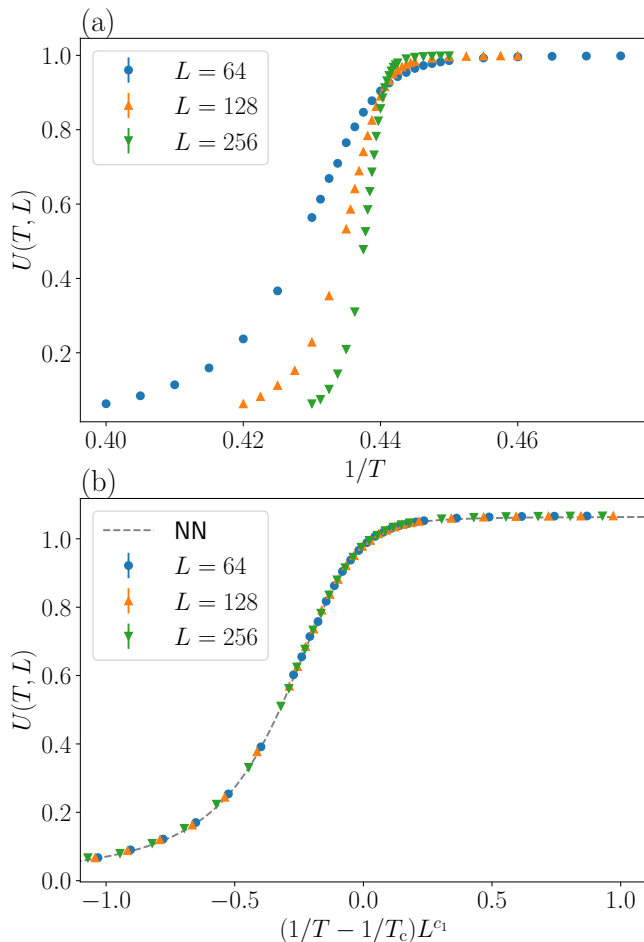 (a)
1.0
0.8
0.6
0.4
0.2
U(T, L)
L = 64
L = 128
L = 256
0.40
0.42
0.44
0.46
1/T
(b)
1.0
0.8
0.6
0.4
0.2
0.0
U(T, L)
NN
L = 64
L = 128
L = 256
−1.0
−0.5
0.0
0.5
1.0
(1/T − 1/T_c)L^{c_1}